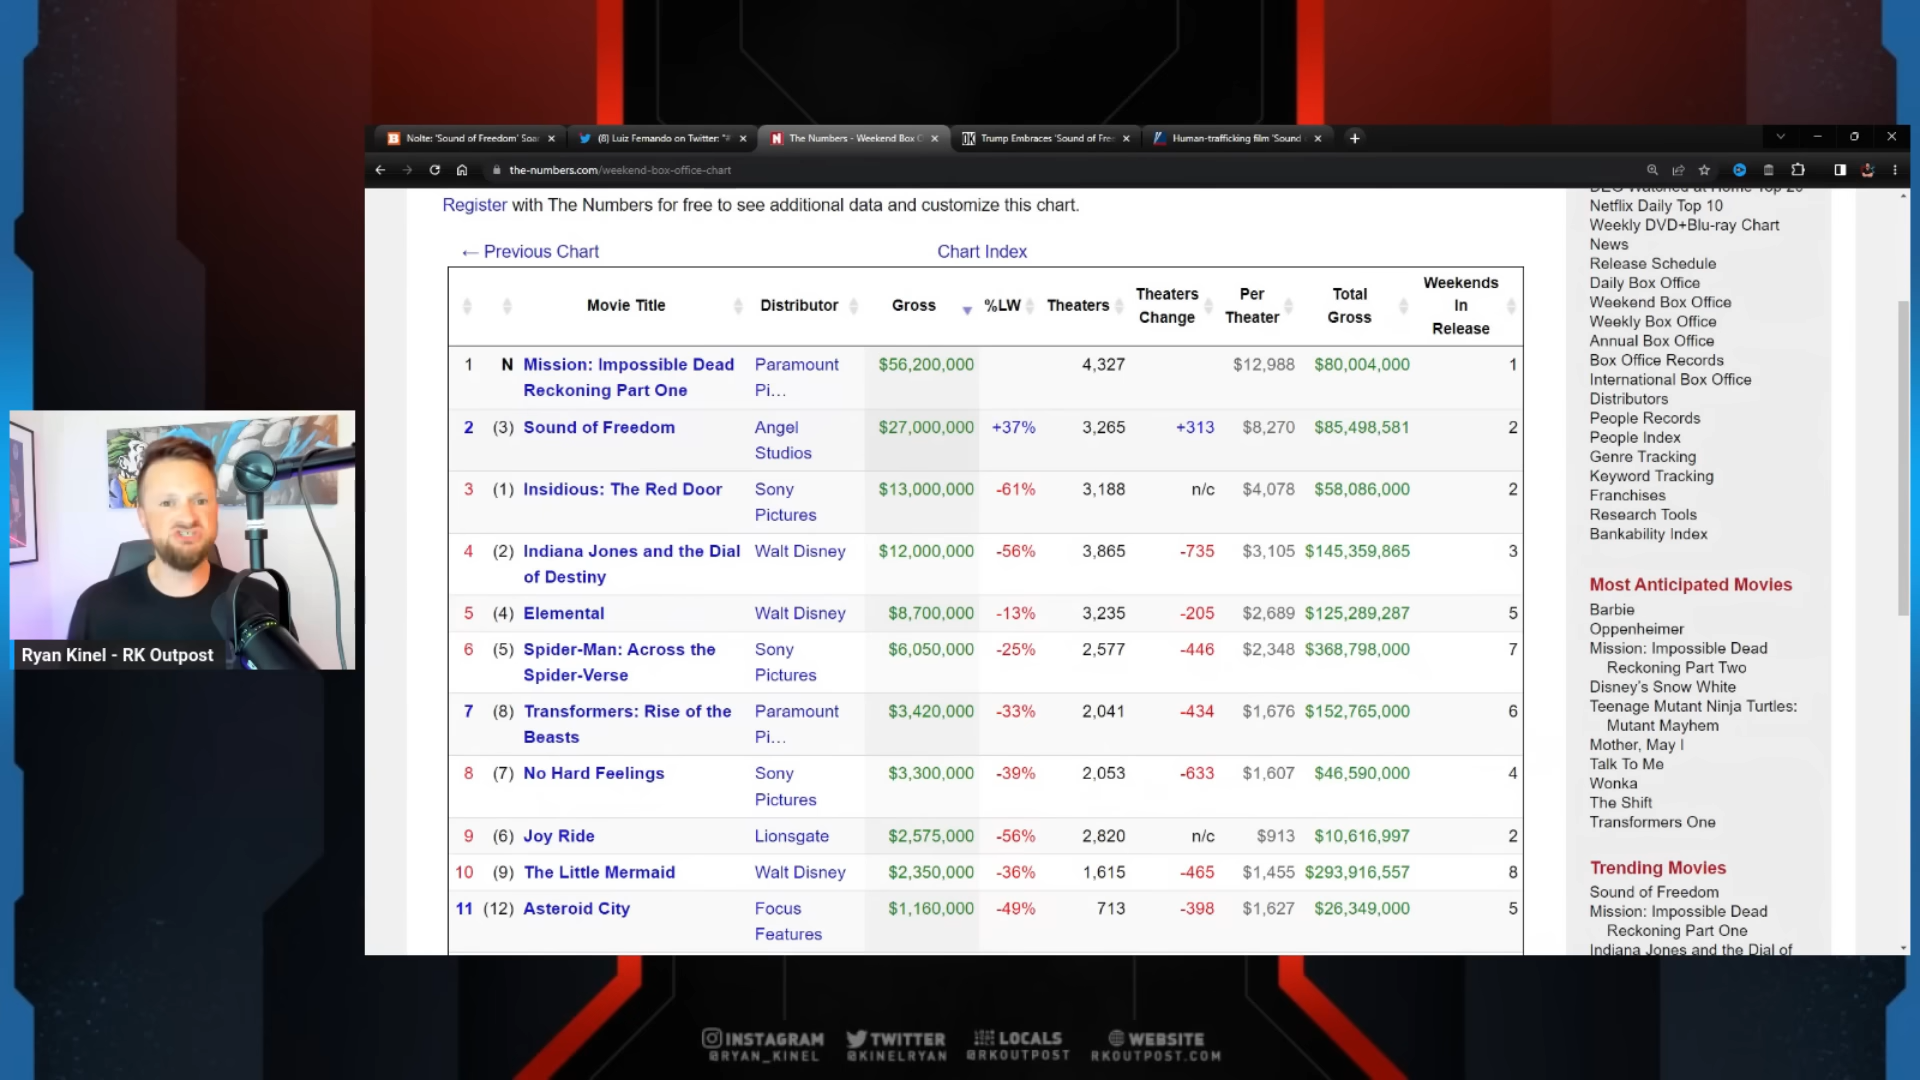 Nolte: 'Sound of Freedom' Soa
(8) Luiz Fernando on Twitter: "#
The Numbers - Weekend Box O
Trump Embraces 'Sound of Fre
Human-trafficking film 'Sound
the-numbers.com/weekend-box-office-chart
Register with The Numbers for free to see additional data and customize this chart.
← Previous Chart
Chart Index
Movie Title Distributor Gross %LW Theaters Theaters Change Per Theater Total Gross Weekends In Release
1 N Mission: Impossible Dead Reckoning Part One Paramount Pi… $56,200,000 4,327 $12,988 $80,004,000 1
2 (3) Sound of Freedom Angel Studios $27,000,000 +37% 3,265 +313 $8,270 $85,498,581 2
3 (1) Insidious: The Red Door Sony Pictures $13,000,000 -61% 3,188 n/c $4,078 $58,086,000 2
4 (2) Indiana Jones and the Dial of Destiny Walt Disney $12,000,000 -56% 3,865 -735 $3,105 $145,359,865 3
5 (4) Elemental Walt Disney $8,700,000 -13% 3,235 -205 $2,689 $125,289,287 5
6 (5) Spider-Man: Across the Spider-Verse Sony Pictures $6,050,000 -25% 2,577 -446 $2,348 $368,798,000 7
7 (8) Transformers: Rise of the Beasts Paramount Pi… $3,420,000 -33% 2,041 -434 $1,676 $152,765,000 6
8 (7) No Hard Feelings Sony Pictures $3,300,000 -39% 2,053 -633 $1,607 $46,590,000 4
9 (6) Joy Ride Lionsgate $2,575,000 -56% 2,820 n/c $913 $10,616,997 2
10 (9) The Little Mermaid Walt Disney $2,350,000 -36% 1,615 -465 $1,455 $293,916,557 8
11 (12) Asteroid City Focus Features $1,160,000 -49% 713 -398 $1,627 $26,349,000 5
DEG Watched at Home Top 20
Netflix Daily Top 10
Weekly DVD+Blu-ray Chart
News
Release Schedule
Daily Box Office
Weekend Box Office
Weekly Box Office
Annual Box Office
Box Office Records
International Box Office
Distributors
People Records
People Index
Genre Tracking
Keyword Tracking
Franchises
Research Tools
Bankability Index
Most Anticipated Movies
Barbie
Oppenheimer
Mission: Impossible Dead
Reckoning Part Two
Disney's Snow White
Teenage Mutant Ninja Turtles:
Mutant Mayhem
Mother, May I
Talk To Me
Wonka
The Shift
Transformers One
Trending Movies
Sound of Freedom
Mission: Impossible Dead
Reckoning Part One
Indiana Jones and the Dial of
Ryan Kinel - RK Outpost
INSTAGRAM
@RYAN_KINEL
TWITTER
@KINELRYAN
LOCALS
@RKOUTPOST
WEBSITE
RKOUTPOST.COM